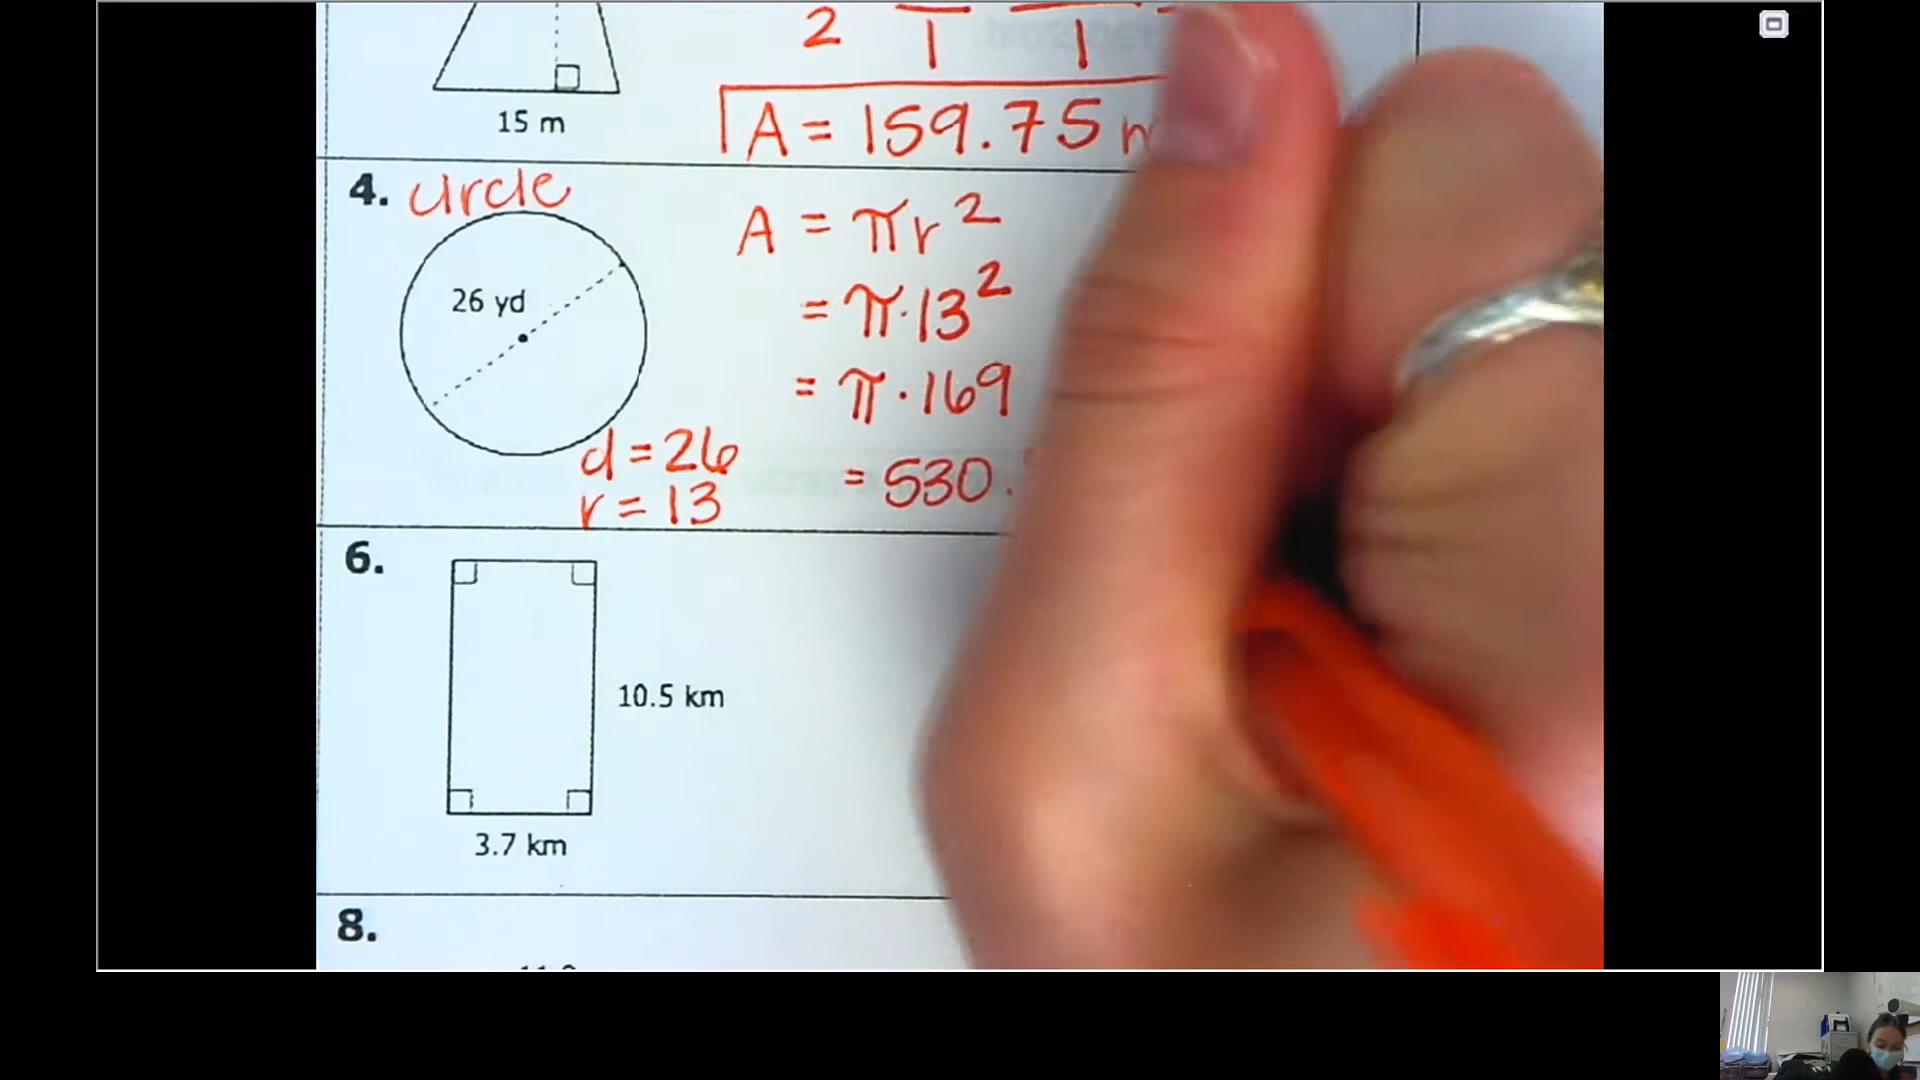 2 1 1
15 m
A = 159.75
4. circle
A = πr²
26 yd
= π·13²
= π·169
d = 26
r = 13
= 530.
6.
10.5 km
3.7 km
8.